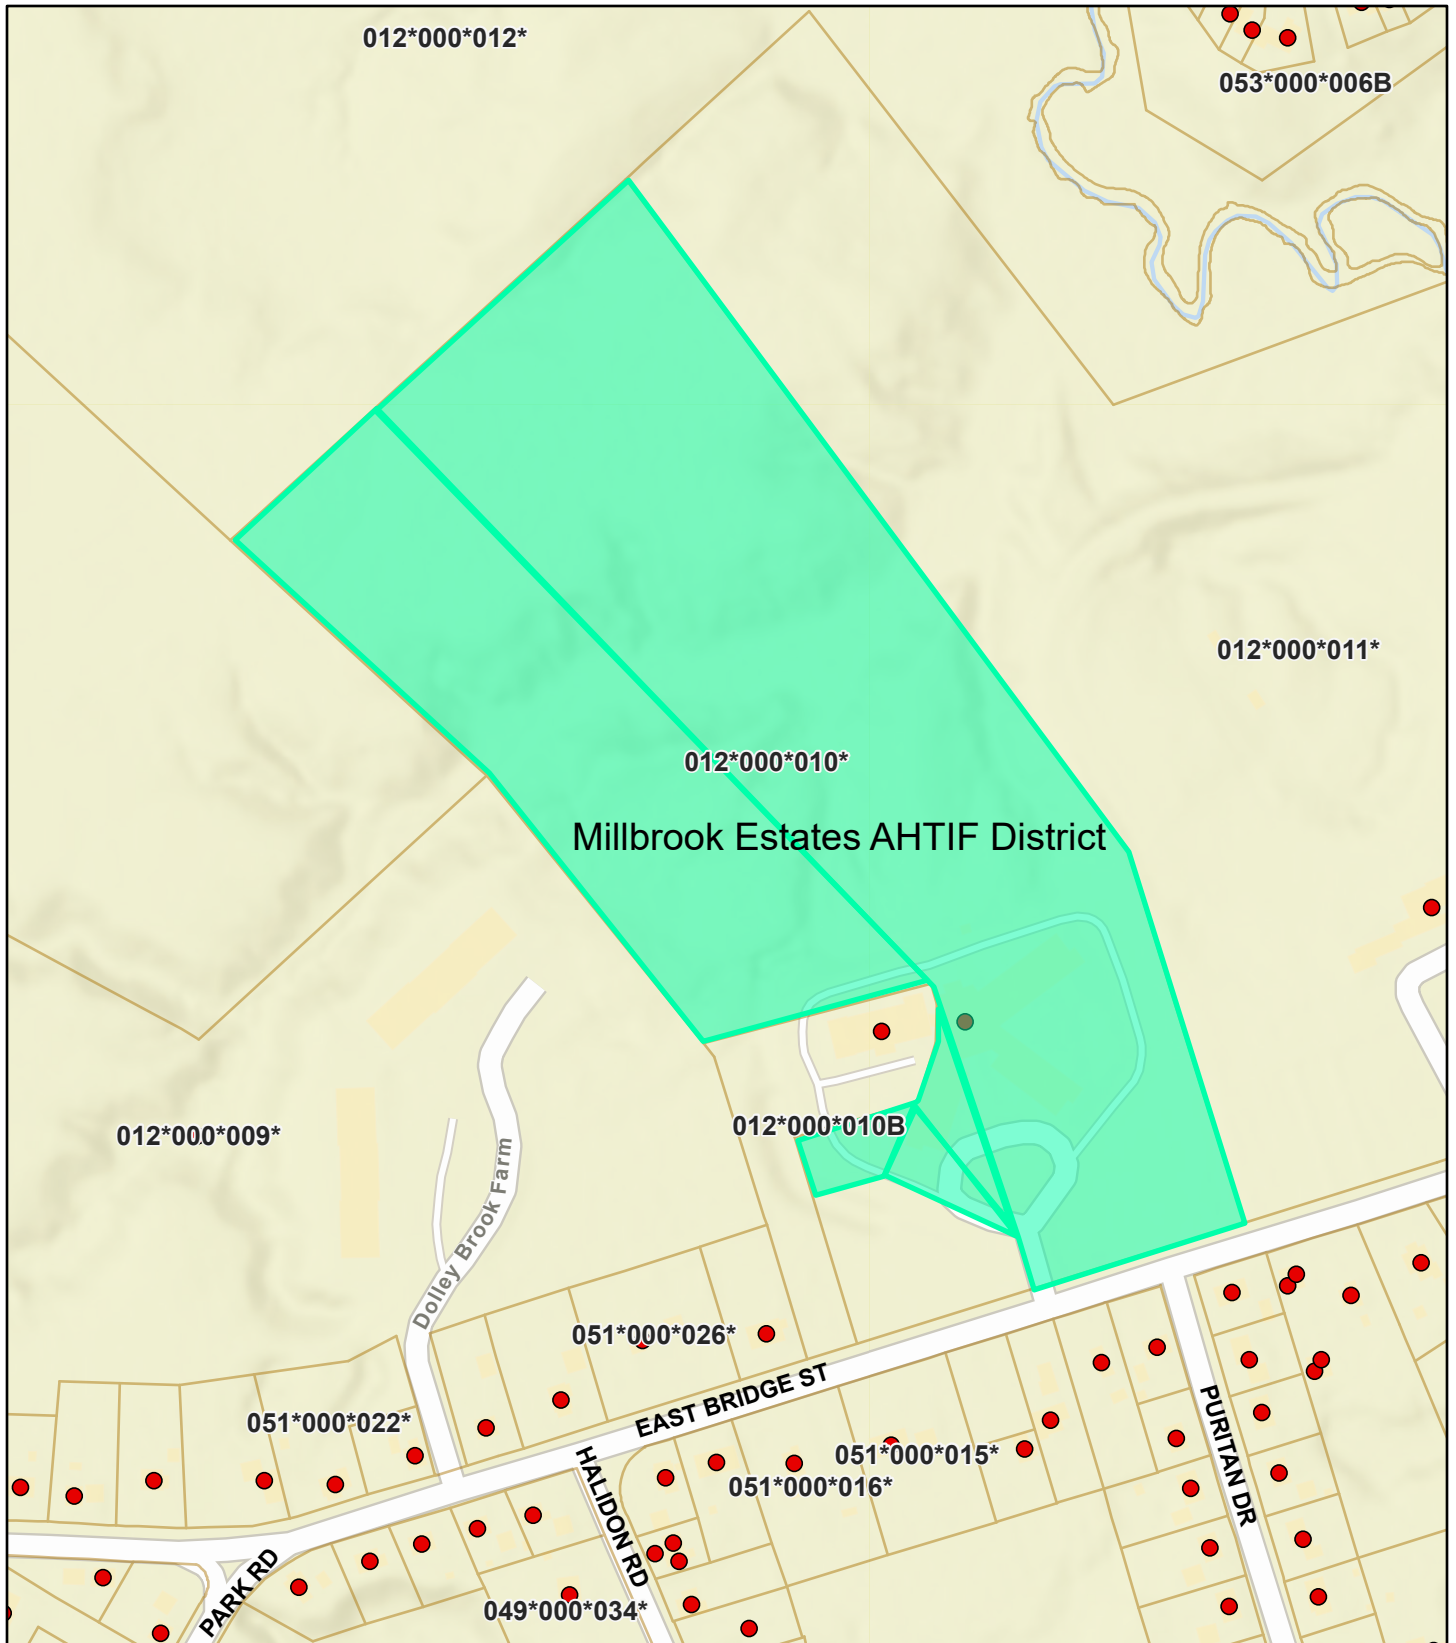 012*000*012*
053*000*006B
012*000*011*
012*000*010*
Millbrook Estates AHTIF District
012*000*010B
012*000*009*
Dolley Brook Farm
051*000*026*
EAST BRIDGE ST
051*000*022*
PURITAN DR
051*000*015*
051*000*016*
HALIDON RD
PARK RD
049*000*034*